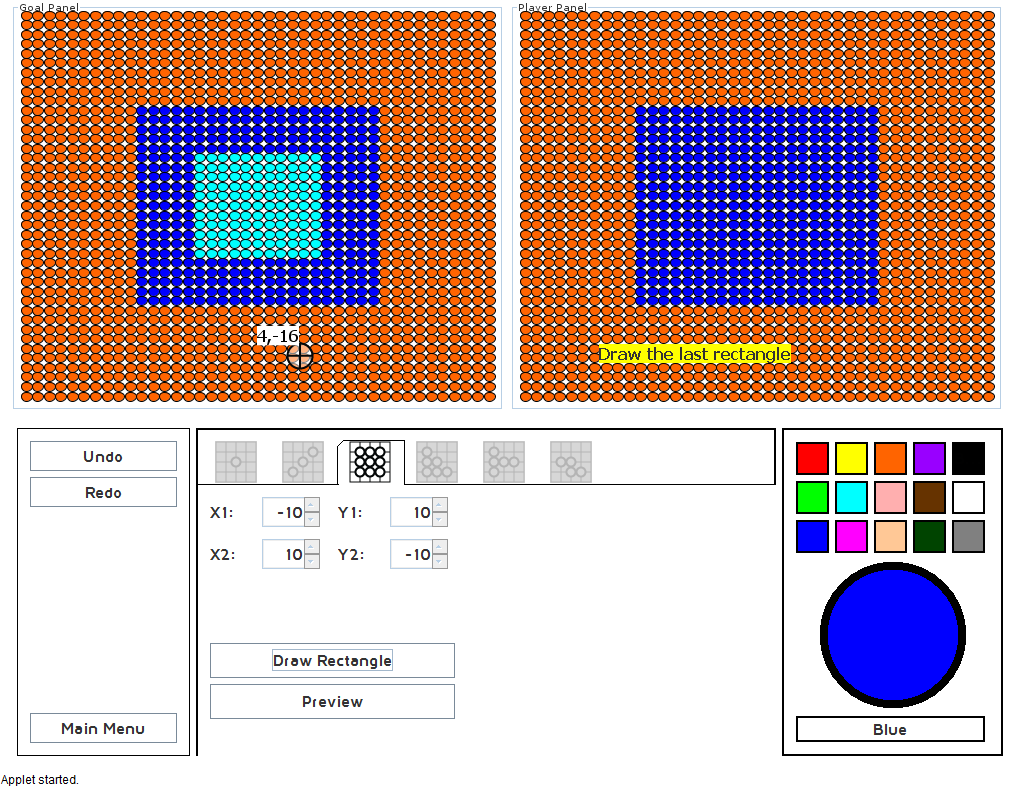 Goal Panel
Player Panel
4,-16
Draw the last rectangle
Undo
Redo
Main Menu
X1: -10 Y1: 10
X2: 10 Y2: -10
Draw Rectangle
Preview
Blue
Applet started.